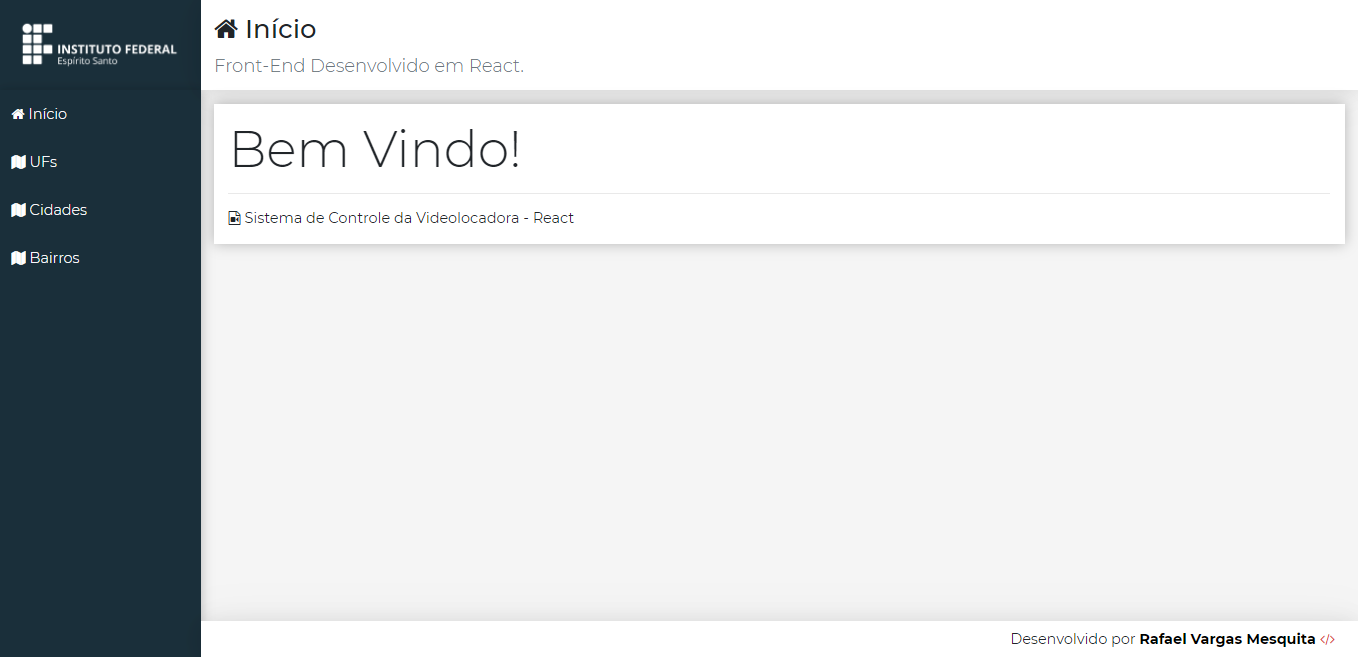 INSTITUTO FEDERAL
Espírito Santo
Início
Front-End Desenvolvido em React.
Início
UFs
Cidades
Bairros
Bem Vindo!
Sistema de Controle da Videolocadora - React
Desenvolvido por Rafael Vargas Mesquita </>